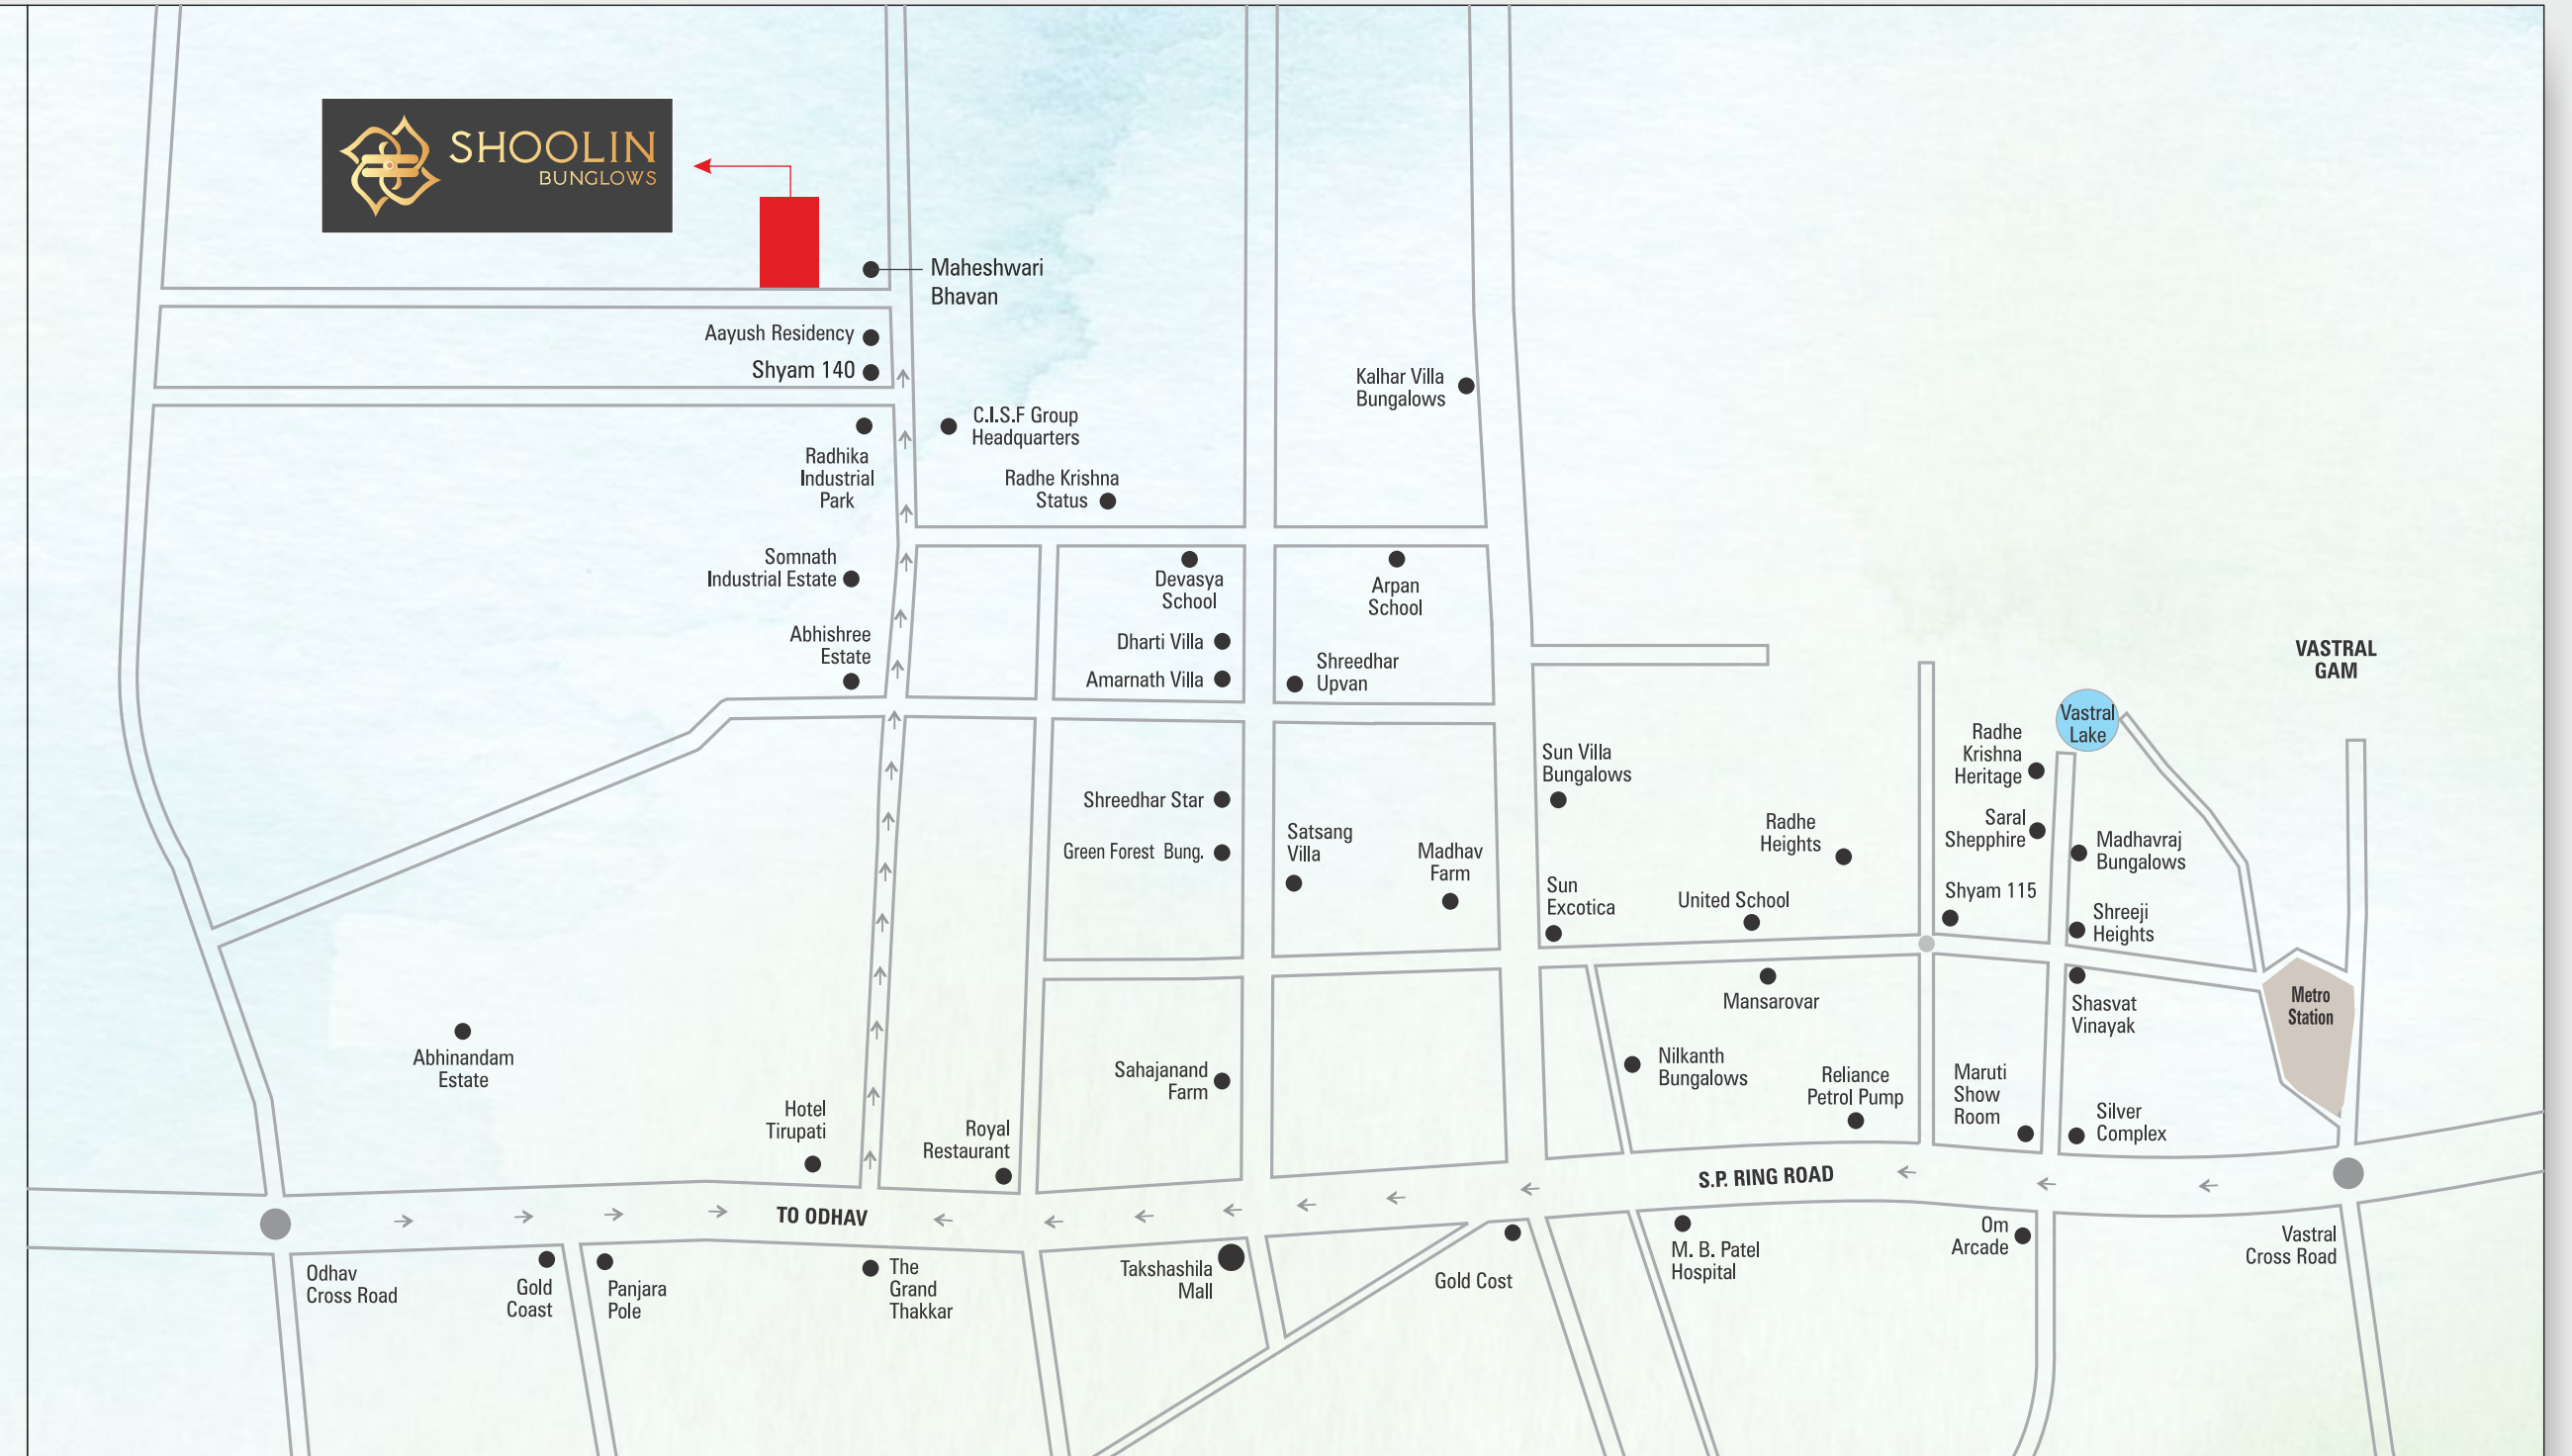 SHOOLIN
BUNGLOWS
Maheshwari
Bhavan
Aayush Residency
Shyam 140
Kalhar Villa
Bungalows
C.I.S.F Group
Headquarters
Radhika
Industrial
Park
Radhe Krishna
Status
Somnath
Industrial Estate
Devasya
School
Arpan
School
Abhishree
Estate
Dharti Villa
Amarnath Villa
Shreedhar
Upvan
VASTRAL
GAM
Vastral
Lake
Radhe
Krishna
Heritage
Sun Villa
Bungalows
Shreedhar Star
Green Forest Bung.
Satsang
Villa
Madhav
Farm
Radhe
Heights
Saral
Shepphire
Madhavraj
Bungalows
Sun
Excotica
United School
Shyam 115
Shreeji
Heights
Mansarovar
Shasvat
Vinayak
Metro
Station
Abhinandam
Estate
Sahajanand
Farm
Nilkanth
Bungalows
Reliance
Petrol Pump
Maruti
Show
Room
Silver
Complex
Hotel
Tirupati
Royal
Restaurant
S.P. RING ROAD
TO ODHAV
Odhav
Cross Road
Gold
Coast
Panjara
Pole
The
Grand
Thakkar
Takshashila
Mall
Gold Cost
M. B. Patel
Hospital
Om
Arcade
Vastral
Cross Road